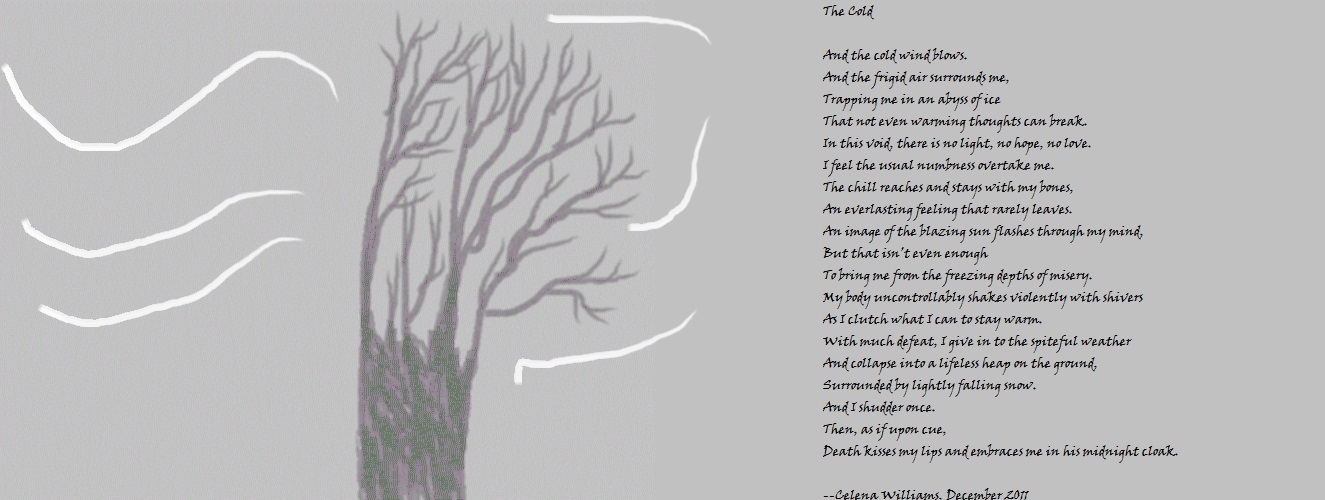 The Cold
And the cold wind blows.
And the frigid air surrounds me,
Trapping me in an abyss of ice
That not even warming thoughts can break.
In this void, there is no light, no hope, no love.
I feel the usual numbness overtake me.
The chill reaches and stays with my bones,
An everlasting feeling that rarely leaves.
An image of the blazing sun flashes through my mind,
But that isn't even enough
To bring me from the freezing depths of misery.
My body uncontrollably shakes violently with shivers
As I clutch what I can to stay warm.
With much defeat, I give in to the spiteful weather
And collapse into a lifeless heap on the ground,
Surrounded by lightly falling snow.
And I shudder once.
Then, as if upon cue,
Death kisses my lips and embraces me in his midnight cloak.
--Celena Williams, December 2011